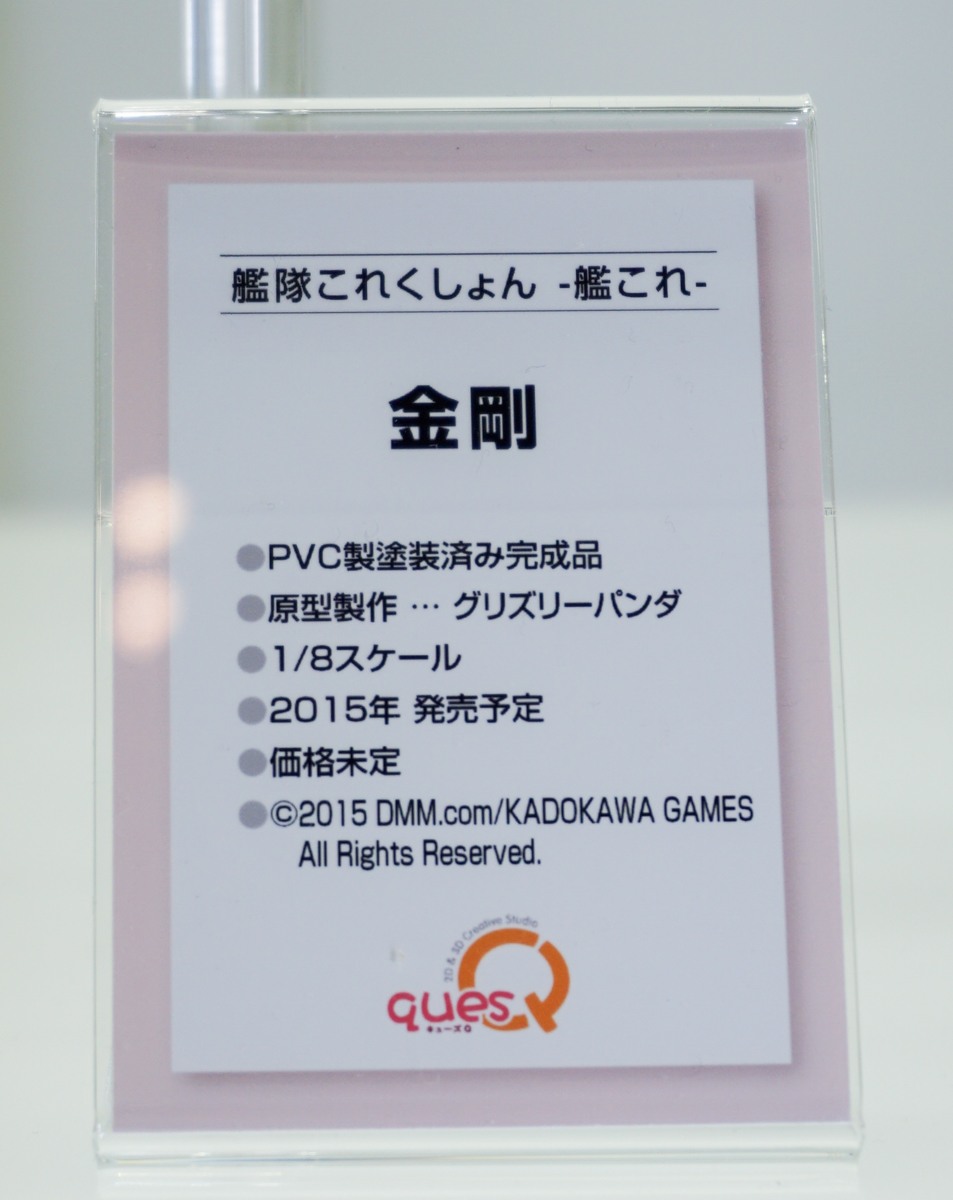 艦隊これくしょん -艦これ-
金剛
●PVC製塗装済み完成品
●原型製作 … グリズリーパンダ
●1/8スケール
●2015年 発売予定
●価格未定
●©2015 DMM.com/KADOKAWA GAMES
All Rights Reserved.
2D & 3D Creative Studio
quesQ
キューズQ